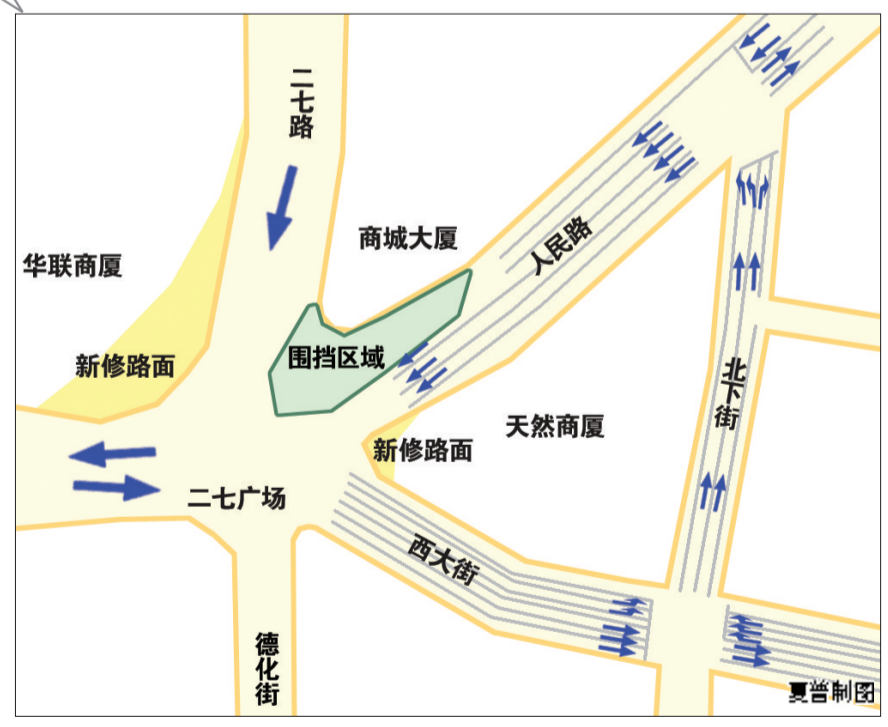 二七路
商城大厦
人民路
华联商厦
新修路面
围挡区域
北下街
天然商厦
新修路面
二七广场
西大街
德化街
夏普制图